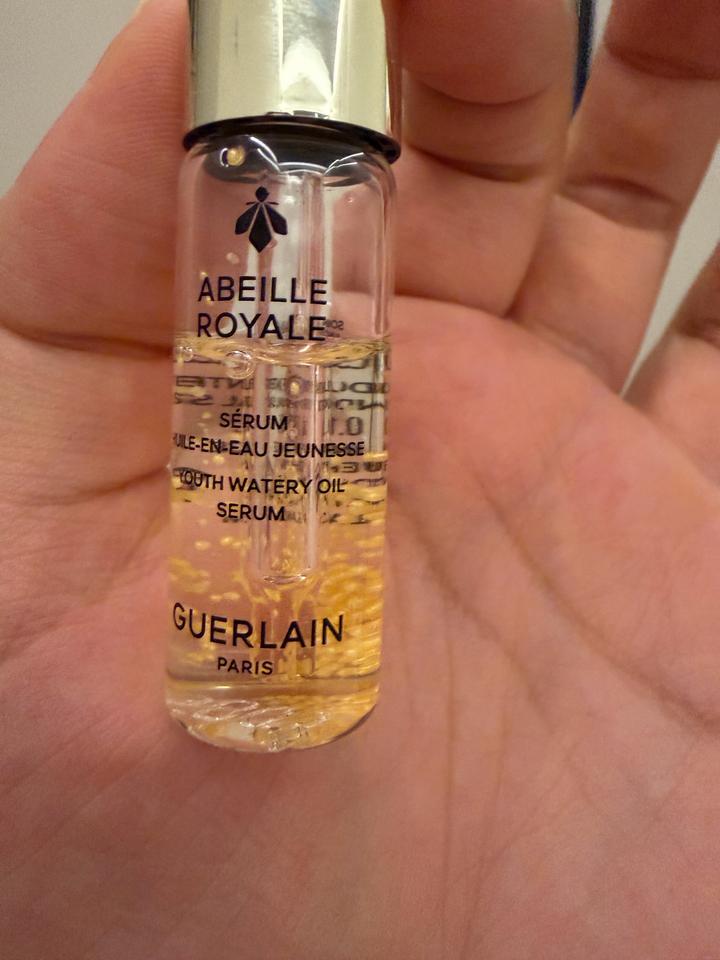 ABEILLE
ROYALE
SÉRUM
HUILE-EN-EAU JEUNESSE
YOUTH WATERY OIL
SERUM
GUERLAIN
PARIS